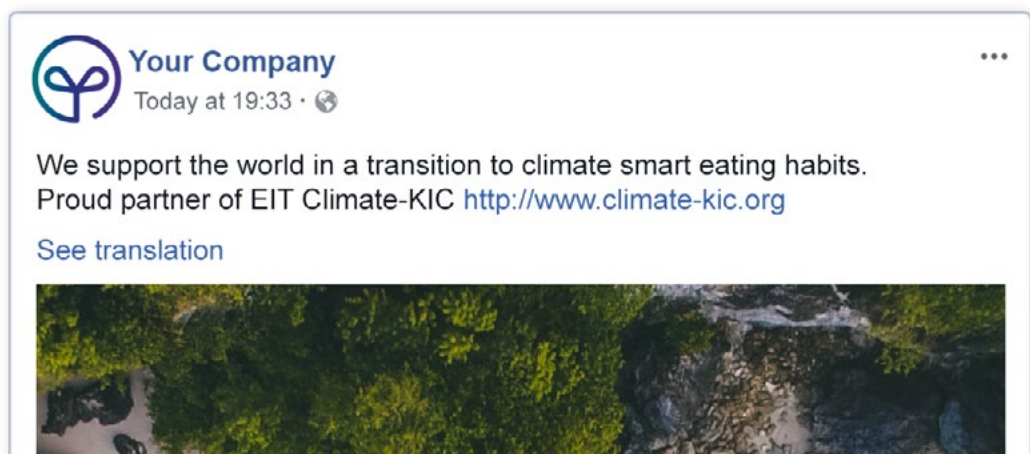 Your Company
Today at 19:33 ·
We support the world in a transition to climate smart eating habits.
Proud partner of EIT Climate-KIC http://www.climate-kic.org
See translation